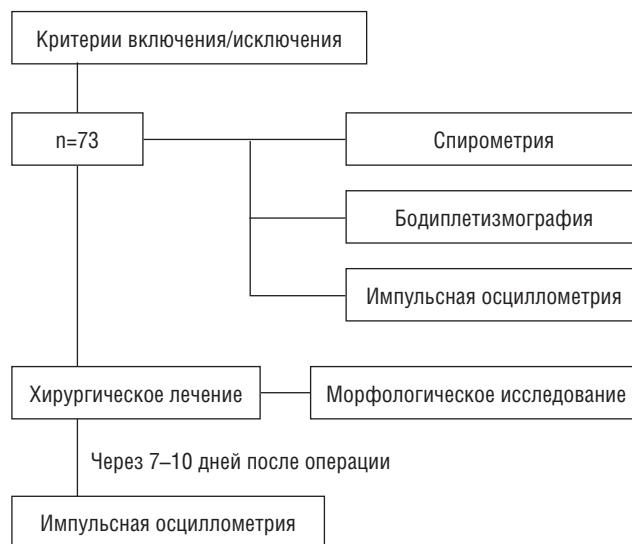 Критерии включения/исключения
n=73
Спирометрия
Бодиплетизмография
Импульсная осциллометрия
Хирургическое лечение
Морфологическое исследование
Через 7–10 дней после операции
Импульсная осциллометрия